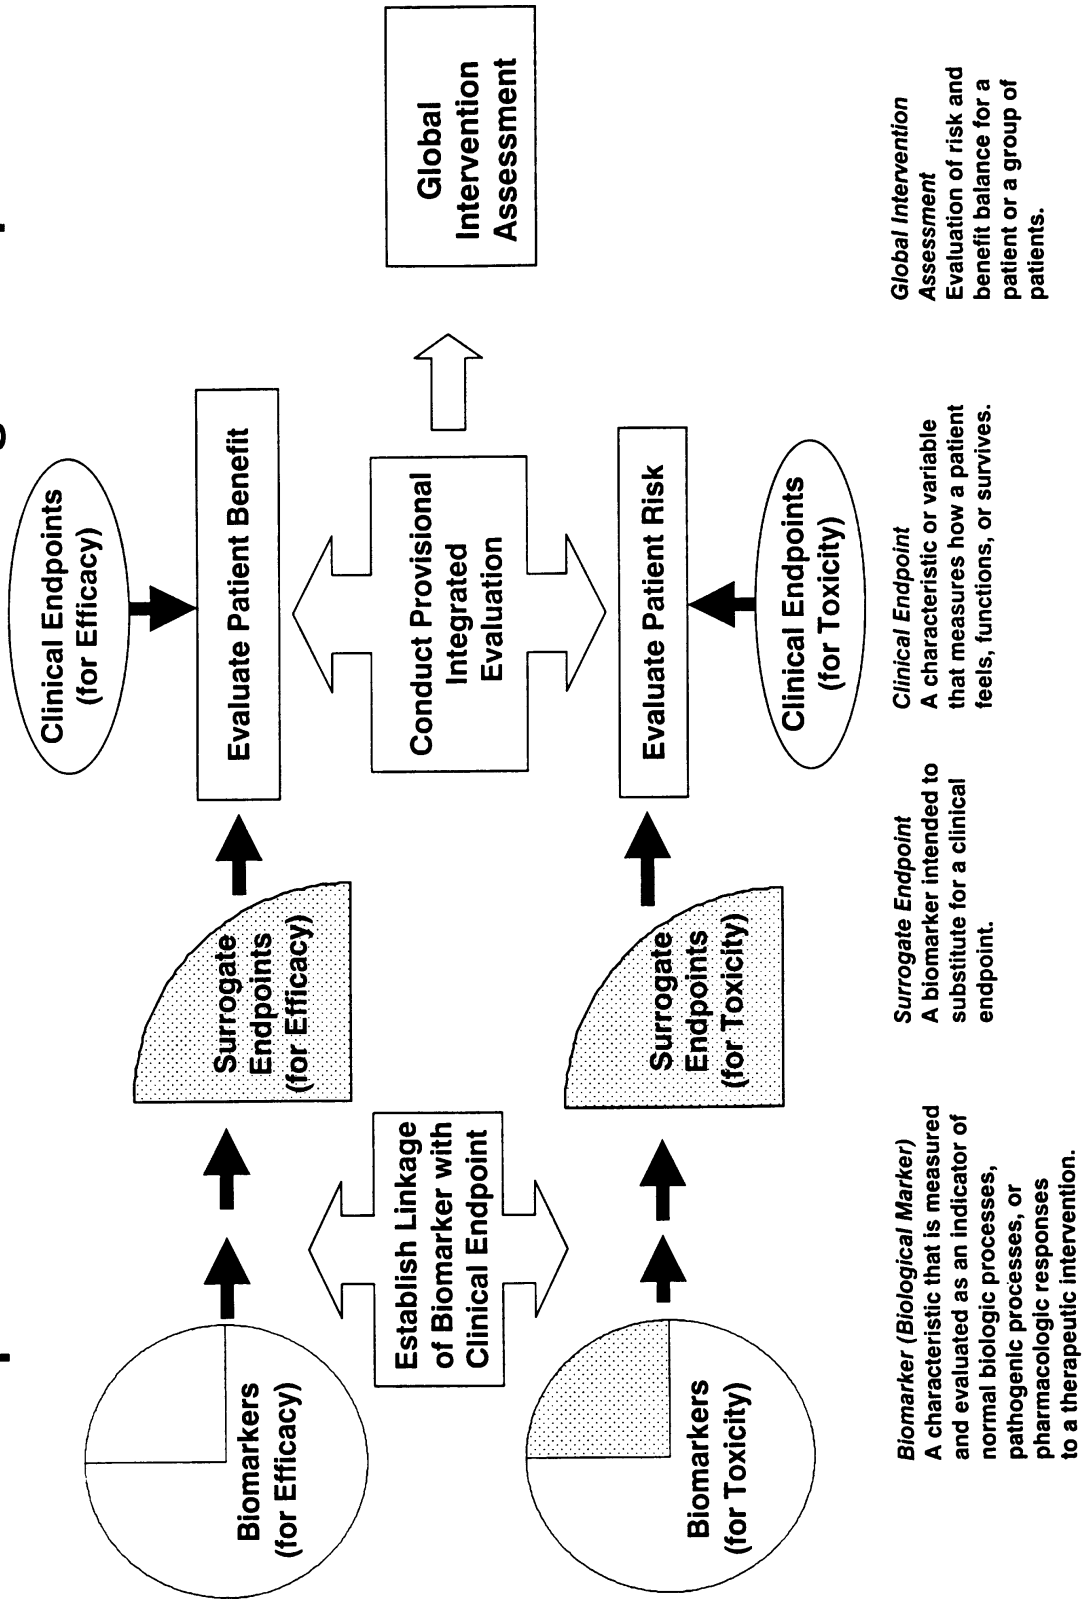 Clinical Endpoints
(for Efficacy)
Biomarkers
(for Efficacy)
Surrogate
Endpoints
(for Efficacy)
Evaluate Patient Benefit
Establish Linkage
of Biomarker with
Clinical Endpoint
Conduct Provisional
Integrated
Evaluation
Global
Intervention
Assessment
Biomarkers
(for Toxicity)
Surrogate
Endpoints
(for Toxicity)
Evaluate Patient Risk
Clinical Endpoints
(for Toxicity)
Biomarker (Biological Marker)
A characteristic that is measured
and evaluated as an indicator of
normal biologic processes,
pathogenic processes, or
pharmacologic responses
to a therapeutic intervention.
Surrogate Endpoint
A biomarker intended to
substitute for a clinical
endpoint.
Clinical Endpoint
A characteristic or variable
that measures how a patient
feels, functions, or survives.
Global Intervention
Assessment
Evaluation of risk and
benefit balance for a
patient or a group of
patients.